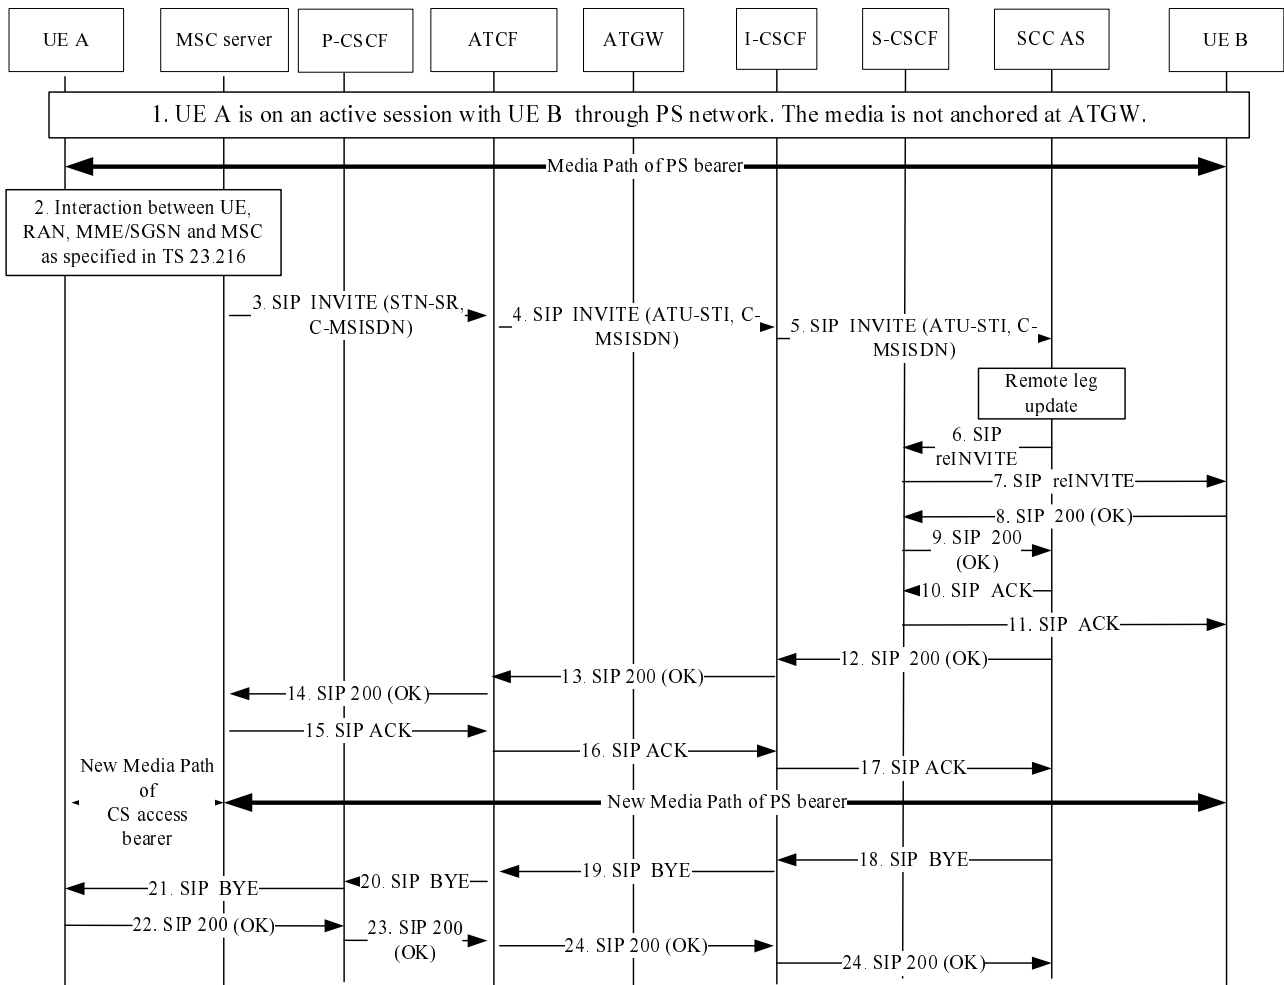 UE A
MSC server
P-CSCF
ATCF
ATGW
I-CSCF
S-CSCF
SCC AS
UE B
1. UE A is on an active session with UE B through PS network. The media is not anchored at ATGW.
Media Path of PS bearer
2. Interaction between UE,
RAN, MME/SGSN and MSC
as specified in TS 23.216
3. SIP INVITE (STN-SR,
C-MSISDN)
4. SIP INVITE (ATU-STI, C-
MSISDN)
5. SIP INVITE (ATU-STI, C-
MSISDN)
Remote leg
update
6. SIP
reINVITE
7. SIP reINVITE
8. SIP 200 (OK)
9. SIP 200
(OK)
10. SIP ACK
11. SIP ACK
12. SIP 200 (OK)
13. SIP 200 (OK)
14. SIP 200 (OK)
15. SIP ACK
16. SIP ACK
17. SIP ACK
New Media Path
of
CS access
bearer
New Media Path of PS bearer
18. SIP BYE
19. SIP BYE
20. SIP BYE
21. SIP BYE
22. SIP 200 (OK)
23. SIP 200
(OK)
24. SIP 200 (OK)
24. SIP 200 (OK)